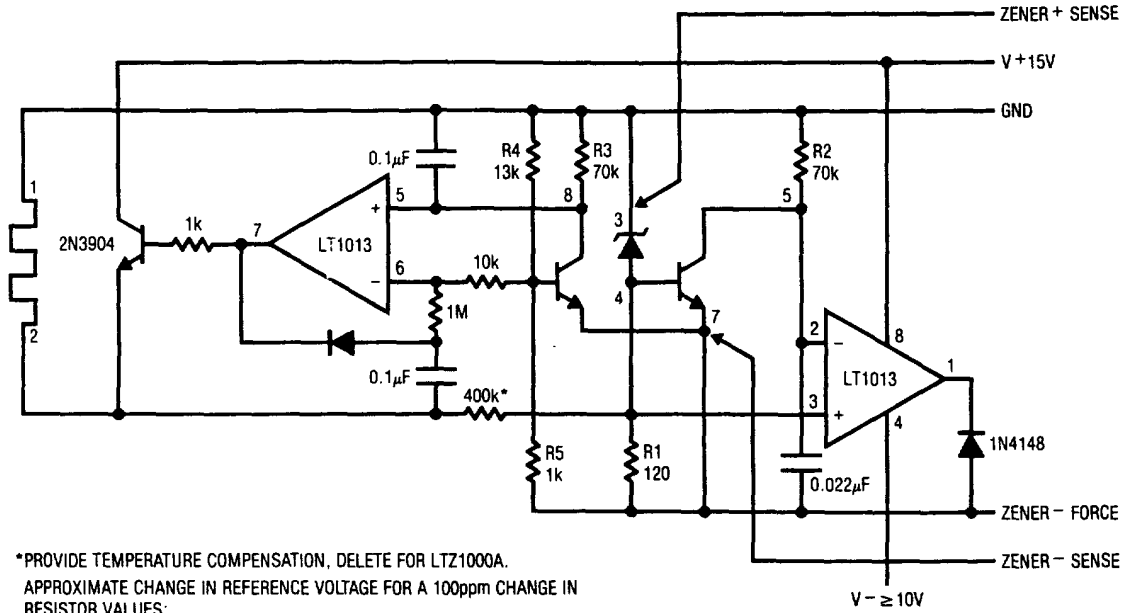 ZENER + SENSE
V+15V
GND
R4
13k
R3
70k
R2
70k
0.1µF
1
8
5
5
3
2N3904
1k
7
+
LT1013
−
6
10k
4
1M
7
2
−
8
LT1013
1
2
0.1µF
400k*
3
+
4
R5
1k
R1
120
1N4148
0.022µF
ZENER − FORCE
*PROVIDE TEMPERATURE COMPENSATION, DELETE FOR LTZ1000A.
ZENER − SENSE
APPROXIMATE CHANGE IN REFERENCE VOLTAGE FOR A 100ppm CHANGE IN
RESISTOR VALUES:
V− ≥ 10V